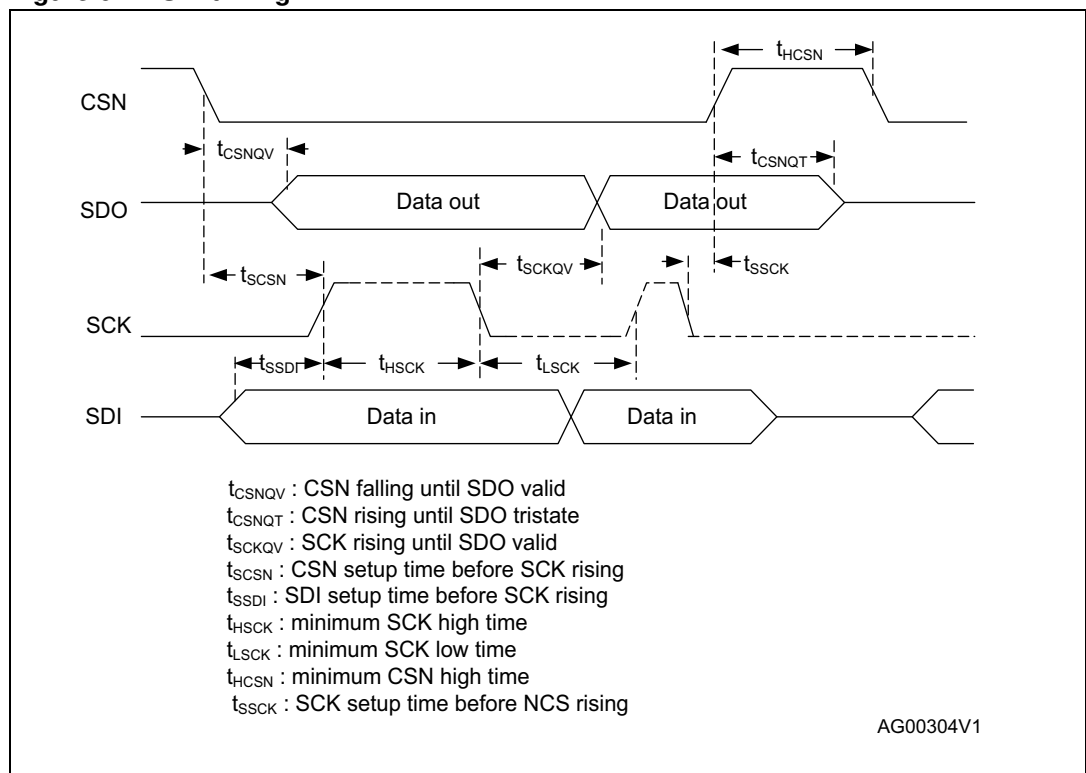 CSN
tHCSN
tCSNQV
tCSNQT
SDO
Data out
Data out
tSCSN
tSCKQV
tSSCK
SCK
tSSDI
tHSCK
tLSCK
SDI
Data in
Data in
tCSNQV : CSN falling until SDO valid
tCSNQT : CSN rising until SDO tristate
tSCKQV : SCK rising until SDO valid
tSCSN : CSN setup time before SCK rising
tSSDI : SDI setup time before SCK rising
tHSCK : minimum SCK high time
tLSCK : minimum SCK low time
tHCSN : minimum CSN high time
tSSCK : SCK setup time before NCS rising
AG00304V1